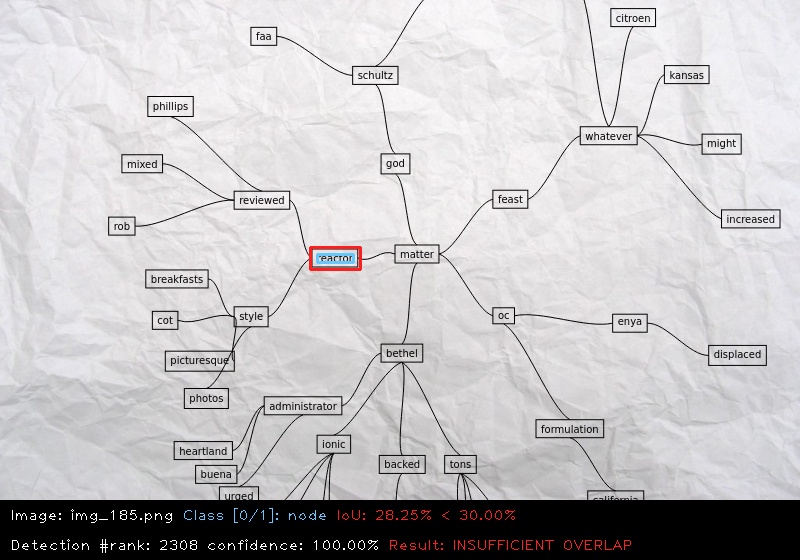 citroen
faa
schultz
kansas
phillips
whatever
might
mixed
god
reviewed
feast
increased
rob
matter
reactor
breakfasts
style
cot
oc
enya
displaced
picturesque
bethel
photos
administrator
formulation
heartland
ionic
backed
tons
buena
urged
california
Image: img_185.png Class [0/1]: node IoU: 28.25% < 30.00%
Detection #rank: 2308 confidence: 100.00% Result: INSUFFICIENT OVERLAP